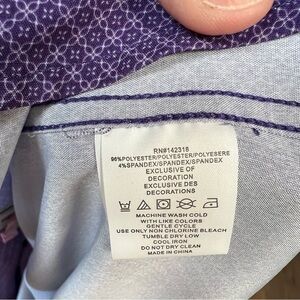 RN#142318
96%POLYESTER/POLYESTER/POLYESERE
4%SPANDEX/SPANDEX/SPANDEX
EXCLUSIVE OF
DECORATION
EXCLUSIVE DES
DECORATIONS
MACHINE WASH COLD
WITH LIKE COLORS
GENTLE CYCLE
USE ONLY NON CHLORINE BLEACH
TUMBLE DRY LOW
COOL IRON
DO NOT DRY CLEAN
MADE IN CHINA